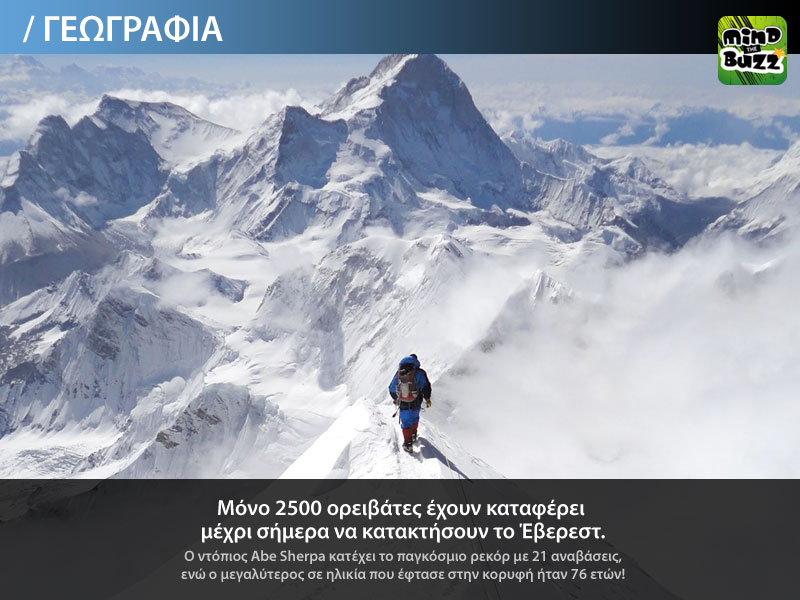 / ΓΕΩΓΡΑΦΙΑ
MIND
THE
BUZZ
Μόνο 2500 ορειβάτες έχουν καταφέρει
μέχρι σήμερα να κατακτήσουν το Έβερεστ.
Ο ντόπιος Abe Sherpa κατέχει το παγκόσμιο ρεκόρ με 21 αναβάσεις,
ενώ ο μεγαλύτερος σε ηλικία που έφτασε στην κορυφή ήταν 76 ετών!